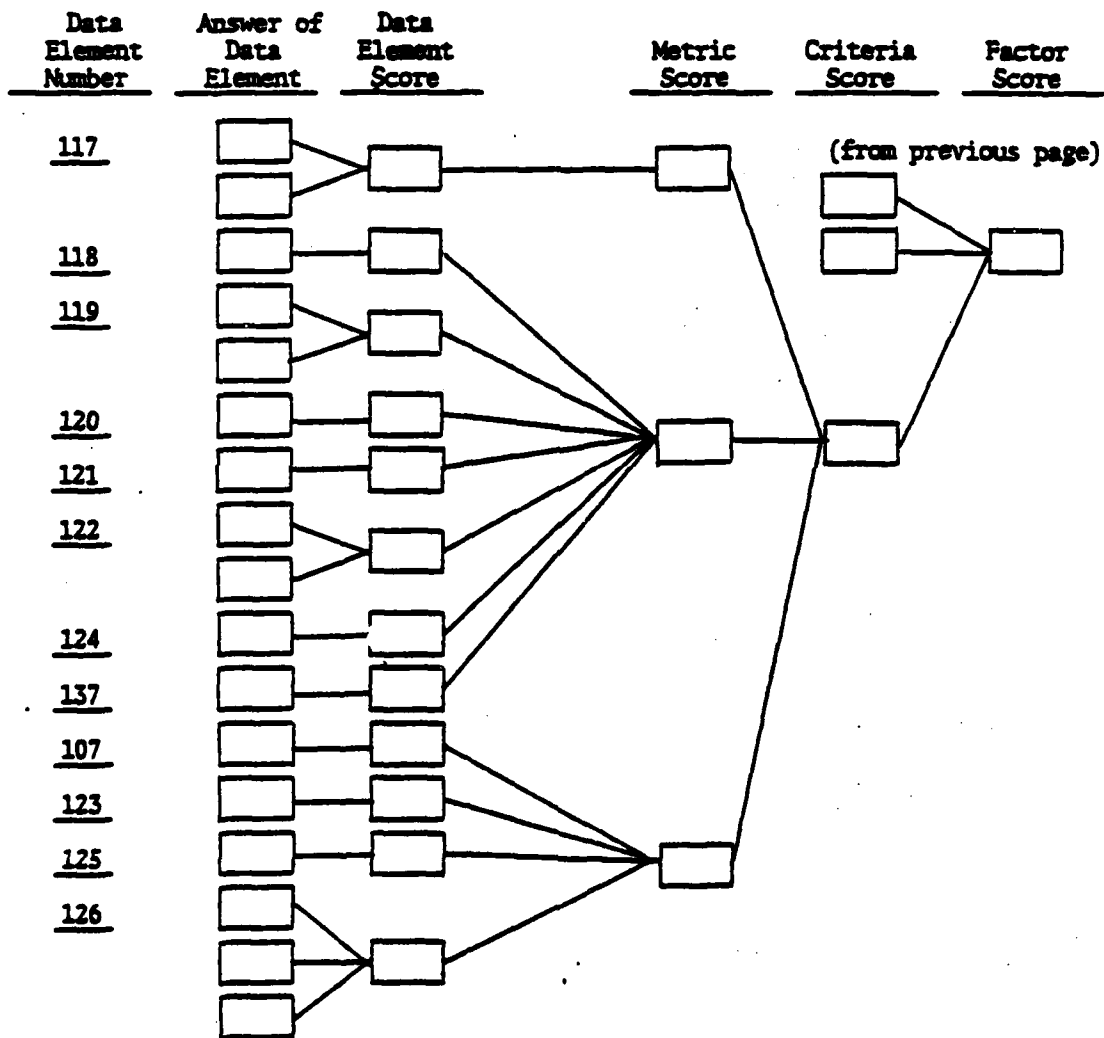 Data Element Number
Answer of Data Element
Data Element Score
Metric Score
Criteria Score
Factor Score
117
(from previous page)
118
119
120
121
122
124
137
107
123
125
126